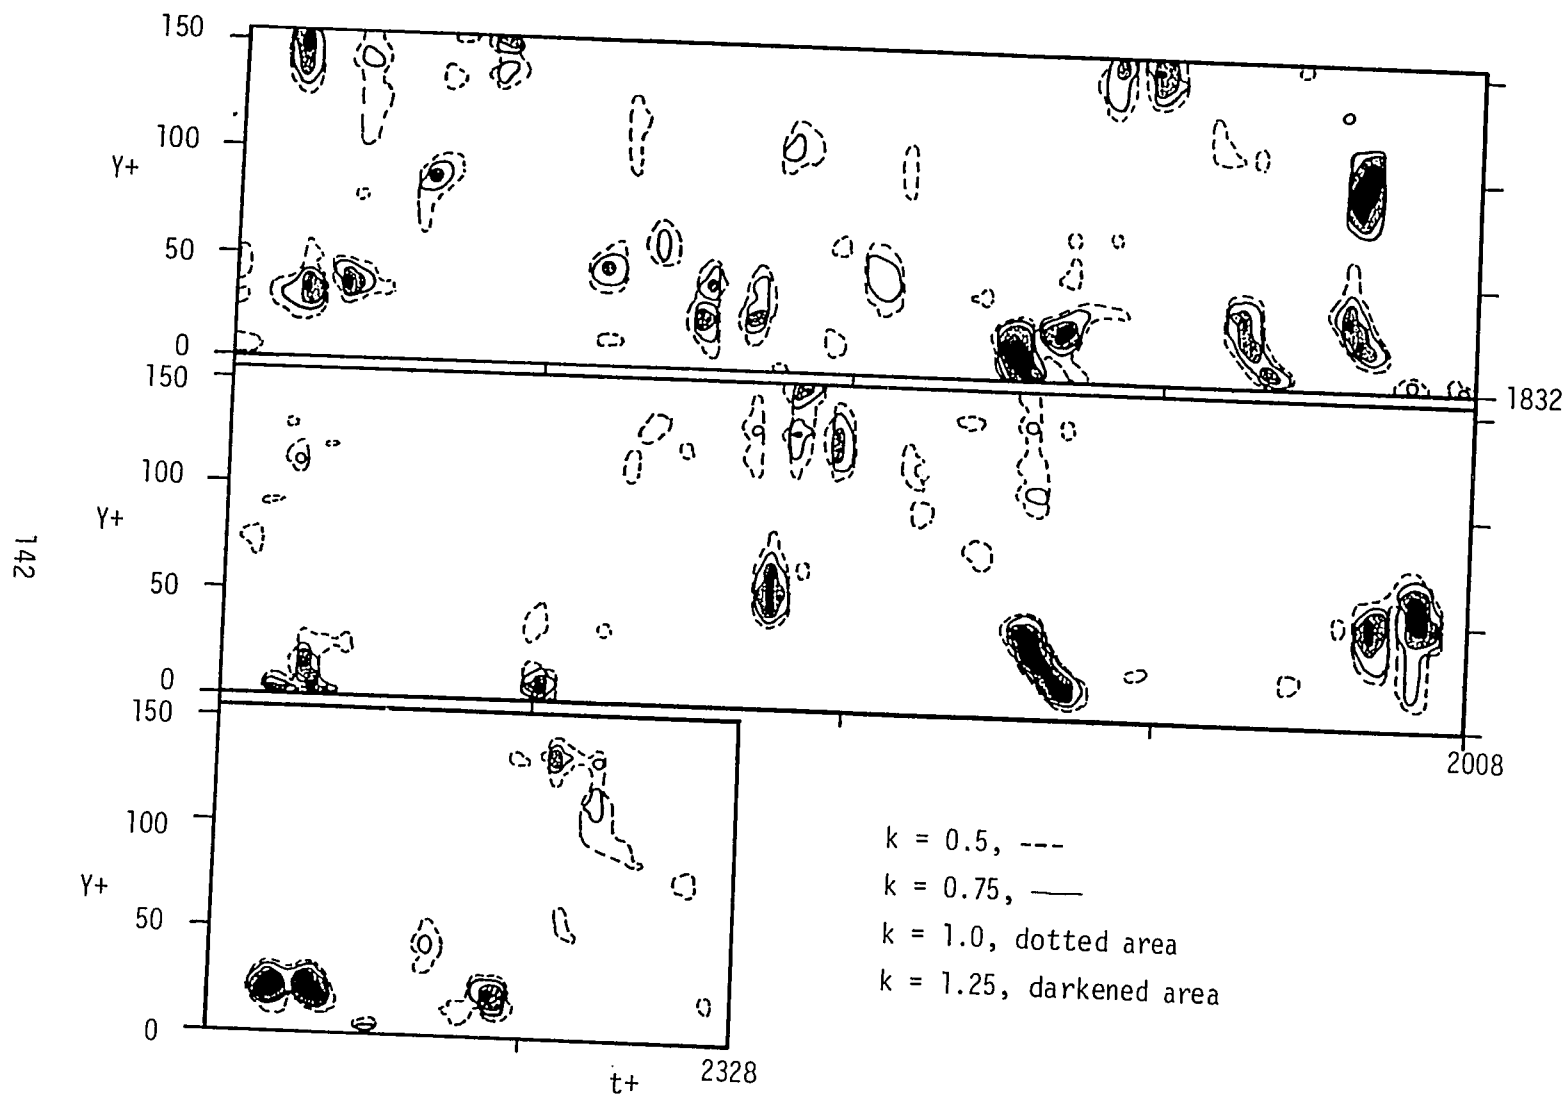 150
100
Y+
50
0
1832
150
100
Y+
50
0
2008
150
100
Y+
50
0
t+
2328
k = 0.5, ---
k = 0.75, ——
k = 1.0, dotted area
k = 1.25, darkened area
142